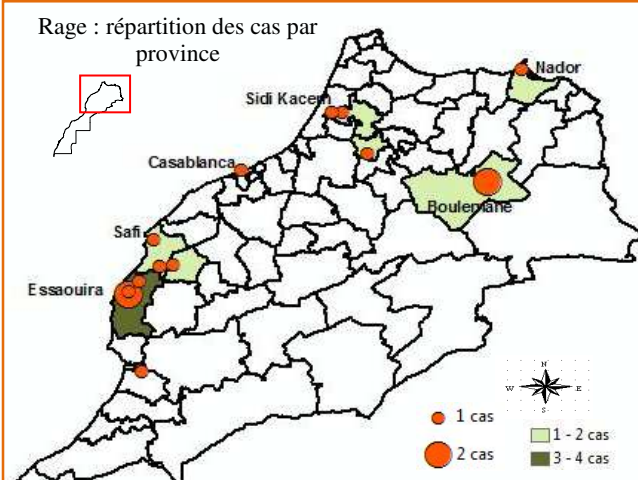 Rage : répartition des cas par
province
Nador
Sidi Kacem
Casablanca
Boulemane
Safi
Essaouira
N
W E
S
1 cas
2 cas
1 - 2 cas
3 - 4 cas